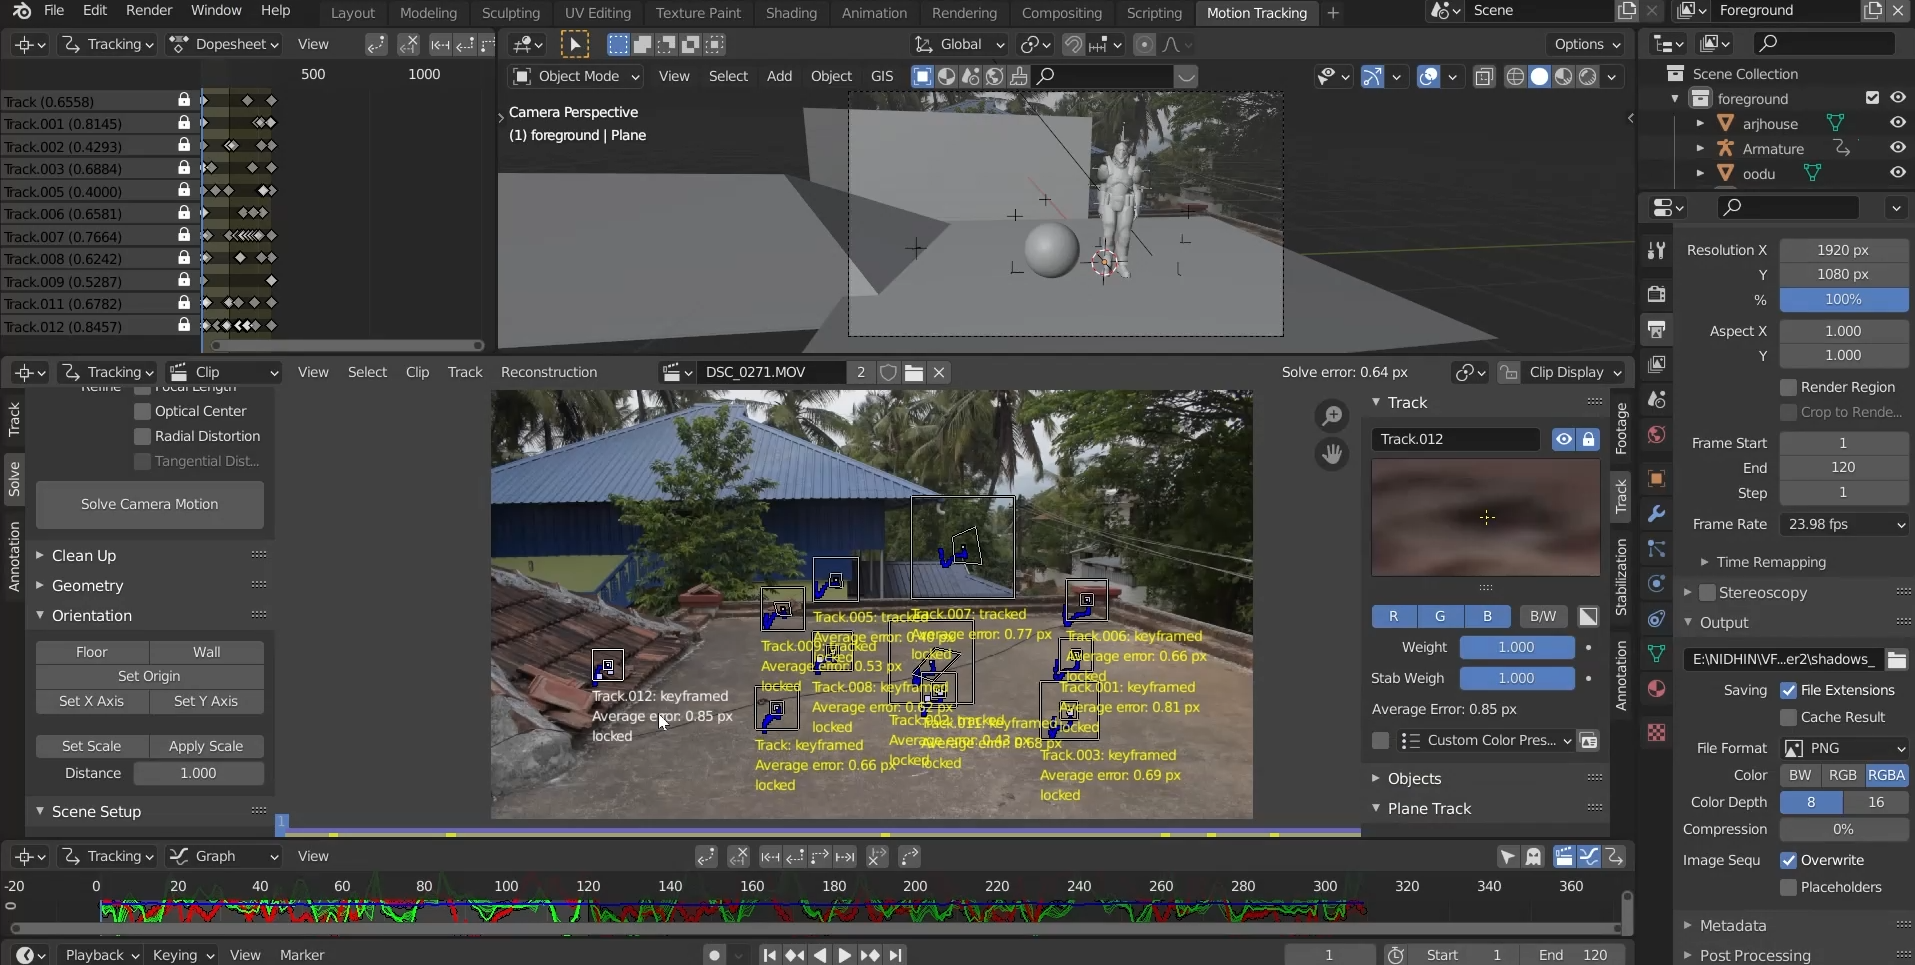 File Edit Render Window Help Layout Modeling Sculpting UV Editing Texture Paint Shading Animation Rendering Compositing Scripting Motion Tracking + Scene Foreground
Tracking Dopesheet View Global Options
500 1000
Object Mode View Select Add Object GIS
Camera Perspective
(1) foreground | Plane
Track (0.6558)
Track.001 (0.8145)
Track.002 (0.4293)
Track.003 (0.6884)
Track.005 (0.4000)
Track.006 (0.6581)
Track.007 (0.7664)
Track.008 (0.6242)
Track.009 (0.5287)
Track.011 (0.6782)
Track.012 (0.8457)
Scene Collection
foreground
arjhouse
Armature
oodu
Resolution X 1920 px
Y 1080 px
% 100%
Aspect X 1.000
Y 1.000
Render Region
Crop to Rende...
Frame Start 1
End 120
Step 1
Frame Rate 23.98 fps
Time Remapping
Stereoscopy
Output
E:\NIDHIN\VF...er2\shadows_
Saving File Extensions
Cache Result
File Format PNG
Color BW RGB RGBA
Color Depth 8 16
Compression 0%
Image Sequ Overwrite
Placeholders
Metadata
Post Processing
Tracking Clip View Select Clip Track Reconstruction DSC_0271.MOV 2 Solve error: 0.64 px Clip Display
Track
Solve
Annotation
Optical Center
Radial Distortion
Tangential Dist...
Solve Camera Motion
Clean Up
Geometry
Orientation
Floor Wall
Set Origin
Set X Axis Set Y Axis
Set Scale Apply Scale
Distance 1.000
Scene Setup
1
Track.005: tracked
Track.007: tracked
Average error: 0.77 px
locked
Track.006: keyframed
Average error: 0.66 px
Average error: 0.53 px
locked
Track.008: keyframed
locked
Track.001: keyframed
Average error: 0.81 px
locked
Track.012: keyframed
Average error: 0.85 px
locked
Track: keyframed
Average error: 0.66 px
locked
Track.003: keyframed
Average error: 0.69 px
locked
Track
Track.012
R G B B/W
Weight 1.000
Stab Weigh 1.000
Average Error: 0.85 px
Custom Color Pres...
Objects
Plane Track
Footage
Track
Stabilization
Annotation
Tracking Graph View
-20 0 20 40 60 80 100 120 140 160 180 200 220 240 260 280 300 320 340 360
0
Playback Keying View Marker 1 Start 1 End 120